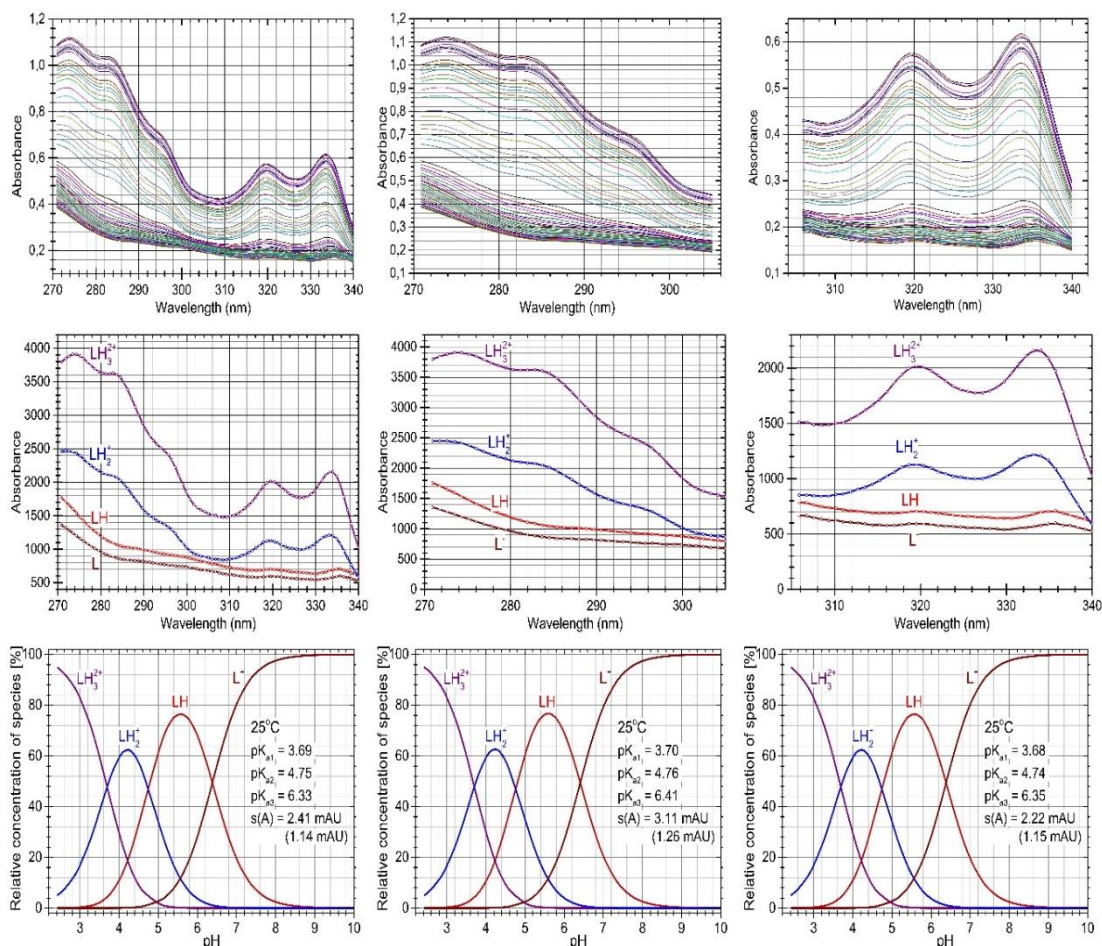 1,2
1,0
0,8
0,6
0,4
0,2
Absorbance
270 280 290 300 310 320 330 340
Wavelength (nm)
1,2
1,1
1,0
0,9
0,8
0,7
0,6
0,5
0,4
0,3
0,2
0,1
Absorbance
270 280 290 300
Wavelength (nm)
0,6
0,5
0,4
0,3
0,2
0,1
Absorbance
310 320 330 340
Wavelength (nm)
4000
3500
3000
2500
2000
1500
1000
500
Absorbance
LH₃²⁺
LH₂⁺
LH
L
270 280 290 300 310 320 330 340
Wavelength (nm)
4000
3500
3000
2500
2000
1500
1000
500
0
Absorbance
LH₃²⁺
LH₂⁺
LH
L⁻
270 280 290 300
Wavelength (nm)
2000
1500
1000
500
0
Absorbance
LH₃²⁺
LH₂⁺
LH
L
310 320 330 340
Wavelength (nm)
100
80
60
40
20
0
Relative concentration of species [%]
LH₃²⁺
LH₂⁺
LH
L⁻
25°C
pKₐ₁ = 3.69
pKₐ₂ = 4.75
pKₐ₃ = 6.33
s(A) = 2.41 mAU
(1.14 mAU)
3 4 5 6 7 8 9 10
pH
100
80
60
40
20
0
Relative concentration of species [%]
LH₃²⁺
LH₂⁺
LH
L⁻
25°C
pKₐ₁ = 3.70
pKₐ₂ = 4.76
pKₐ₃ = 6.41
s(A) = 3.11 mAU
(1.26 mAU)
3 4 5 6 7 8 9 10
pH
100
80
60
40
20
0
Relative concentration of species [%]
LH₃²⁺
LH₂⁺
LH
L⁻
25°C
pKₐ₁ = 3.68
pKₐ₂ = 4.74
pKₐ₃ = 6.35
s(A) = 2.22 mAU
(1.15 mAU)
3 4 5 6 7 8 9 10
pH